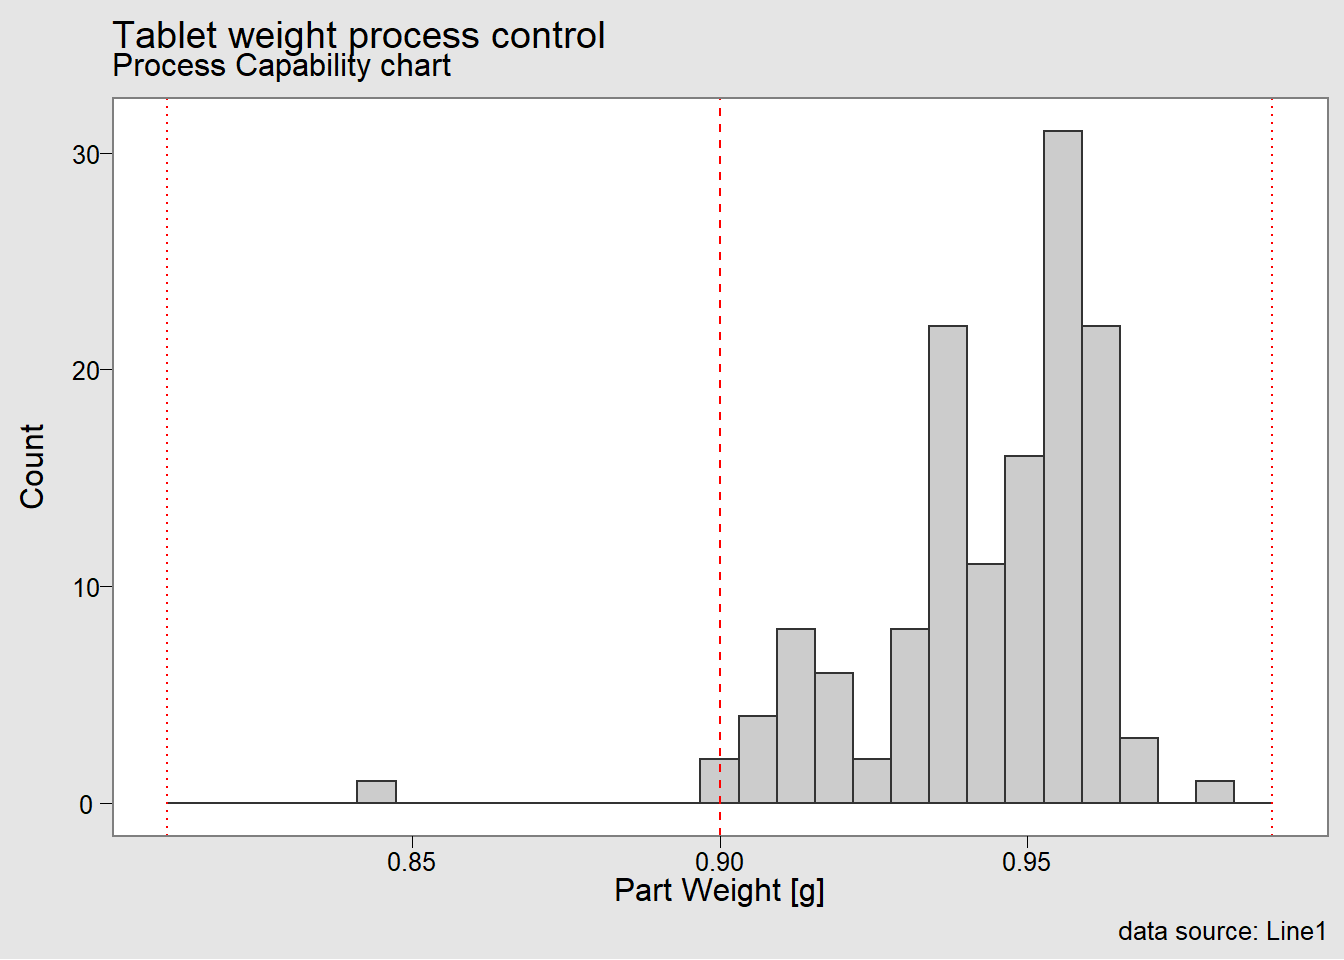 Tablet weight process control
Process Capability chart
30
20
10
0
Count
0.85 0.90 0.95
Part Weight [g]
data source: Line1